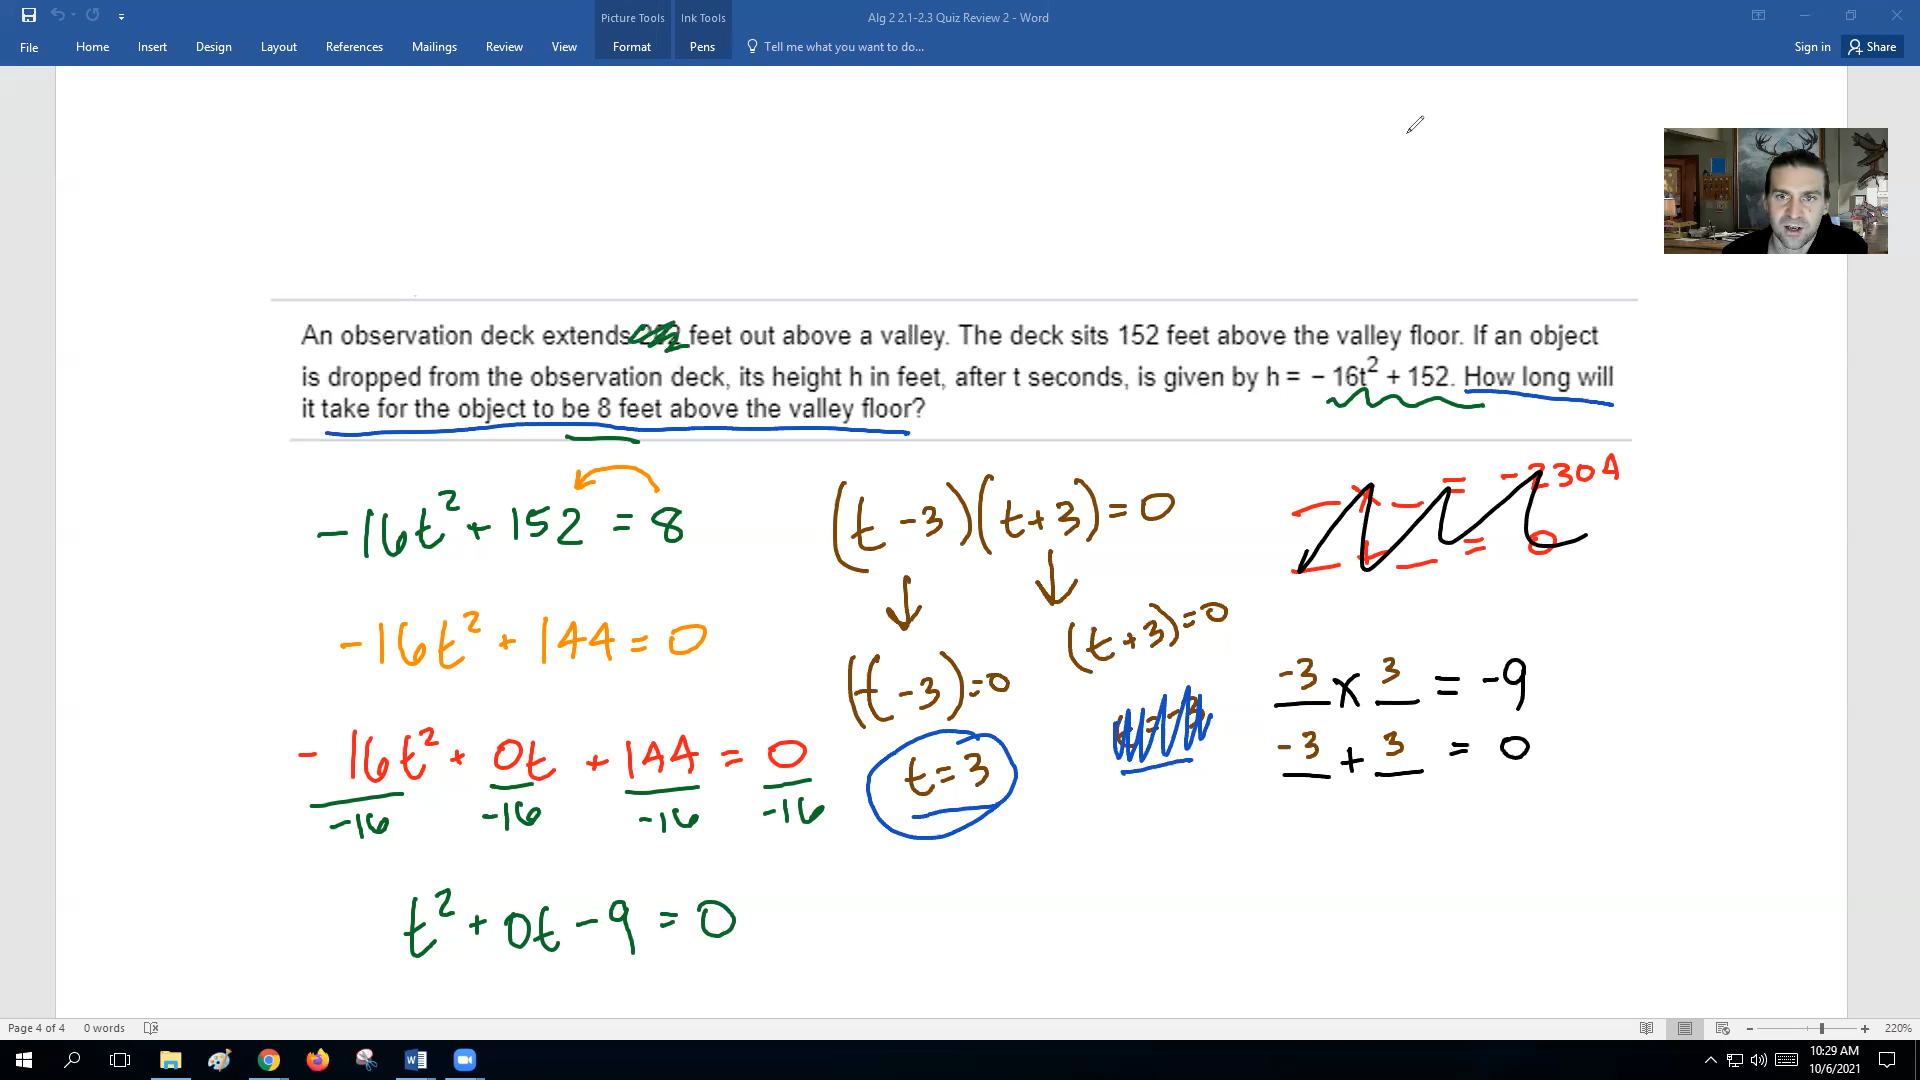 Picture Tools Ink Tools
Alg 2 2.1-2.3 Quiz Review 2 - Word
File Home Insert Design Layout References Mailings Review View Format Pens Tell me what you want to do... Sign in Share
An observation deck extends feet out above a valley. The deck sits 152 feet above the valley floor. If an object
is dropped from the observation deck, its height h in feet, after t seconds, is given by h = − 16t² + 152. How long will
it take for the object to be 8 feet above the valley floor?
-16t² + 152 = 8
-16t² + 144 = 0
- 16t² + 0t + 144 = 0
-16 -16 -16 -16
t² + 0t - 9 = 0
(t - 3)(t + 3) = 0
(t + 3) = 0
(t - 3) = 0
t = 3
× = -2304
+ = 0
-3 × 3 = -9
-3 + 3 = 0
Page 4 of 4 0 words 220%
10:29 AM
10/6/2021